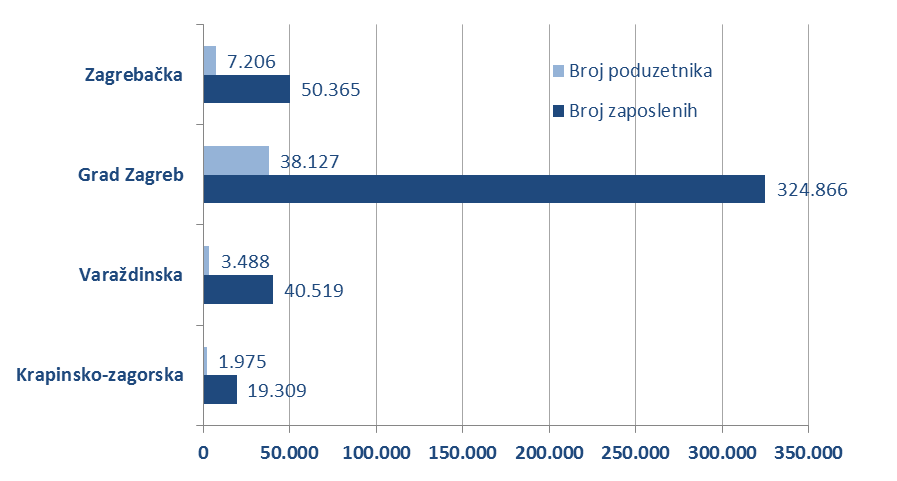 Zagrebačka
7.206
50.365
Broj poduzetnika
Broj zaposlenih
Grad Zagreb
38.127
324.866
Varaždinska
3.488
40.519
Krapinsko-zagorska
1.975
19.309
0 50.000 100.000 150.000 200.000 250.000 300.000 350.000